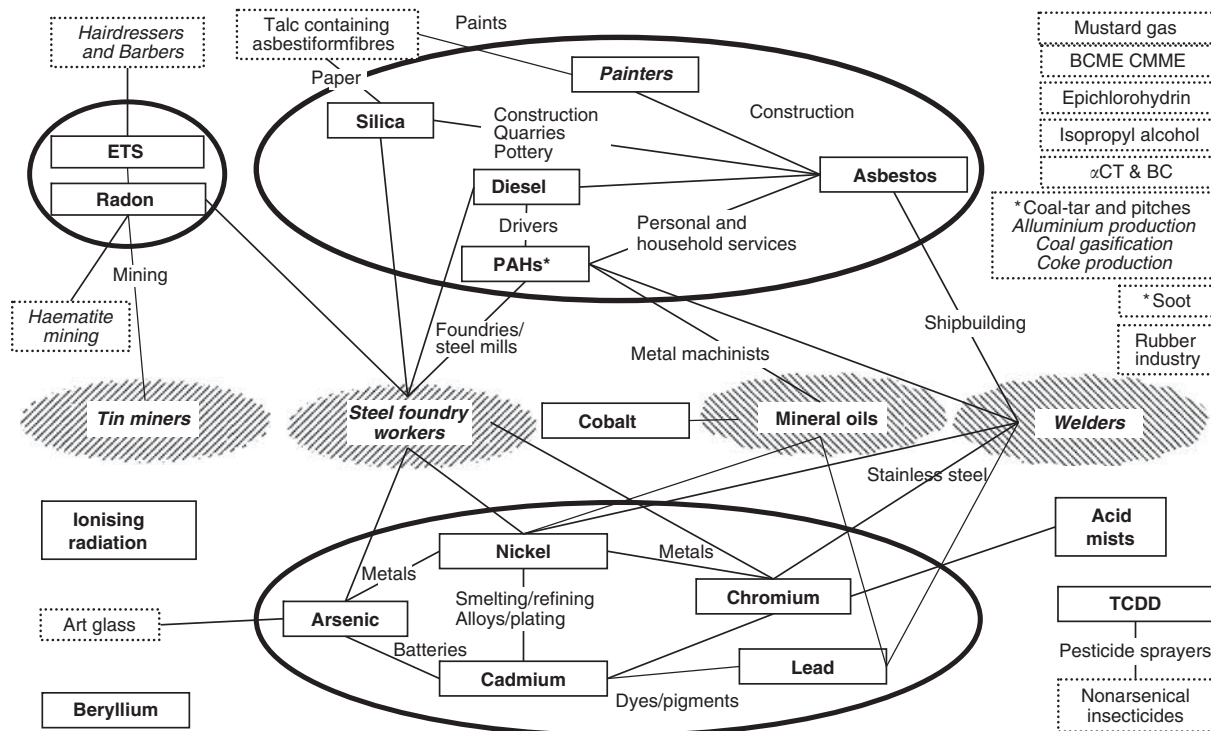 Hairdressers
and Barbers
Talc containing
asbestiformfibres
Paints
Paper
Painters
Silica
Construction
Quarries
Pottery
Construction
Mustard gas
BCME CMME
Epichlorohydrin
Isopropyl alcohol
αCT & BC
ETS
Radon
Diesel
Asbestos
Drivers
Personal and
household services
PAHs*
*Coal-tar and pitches
Alluminium production
Coal gasification
Coke production
*Soot
Rubber
industry
Mining
Haematite
mining
Foundries/
steel mills
Metal machinists
Shipbuilding
Tin miners
Steel foundry
workers
Cobalt
Mineral oils
Welders
Stainless steel
Ionising
radiation
Nickel
Metals
Metals
Acid
mists
Arsenic
Smelting/refining
Alloys/plating
Chromium
Art glass
Batteries
Cadmium
Lead
Dyes/pigments
TCDD
Pesticide sprayers
Nonarsenical
insecticides
Beryllium